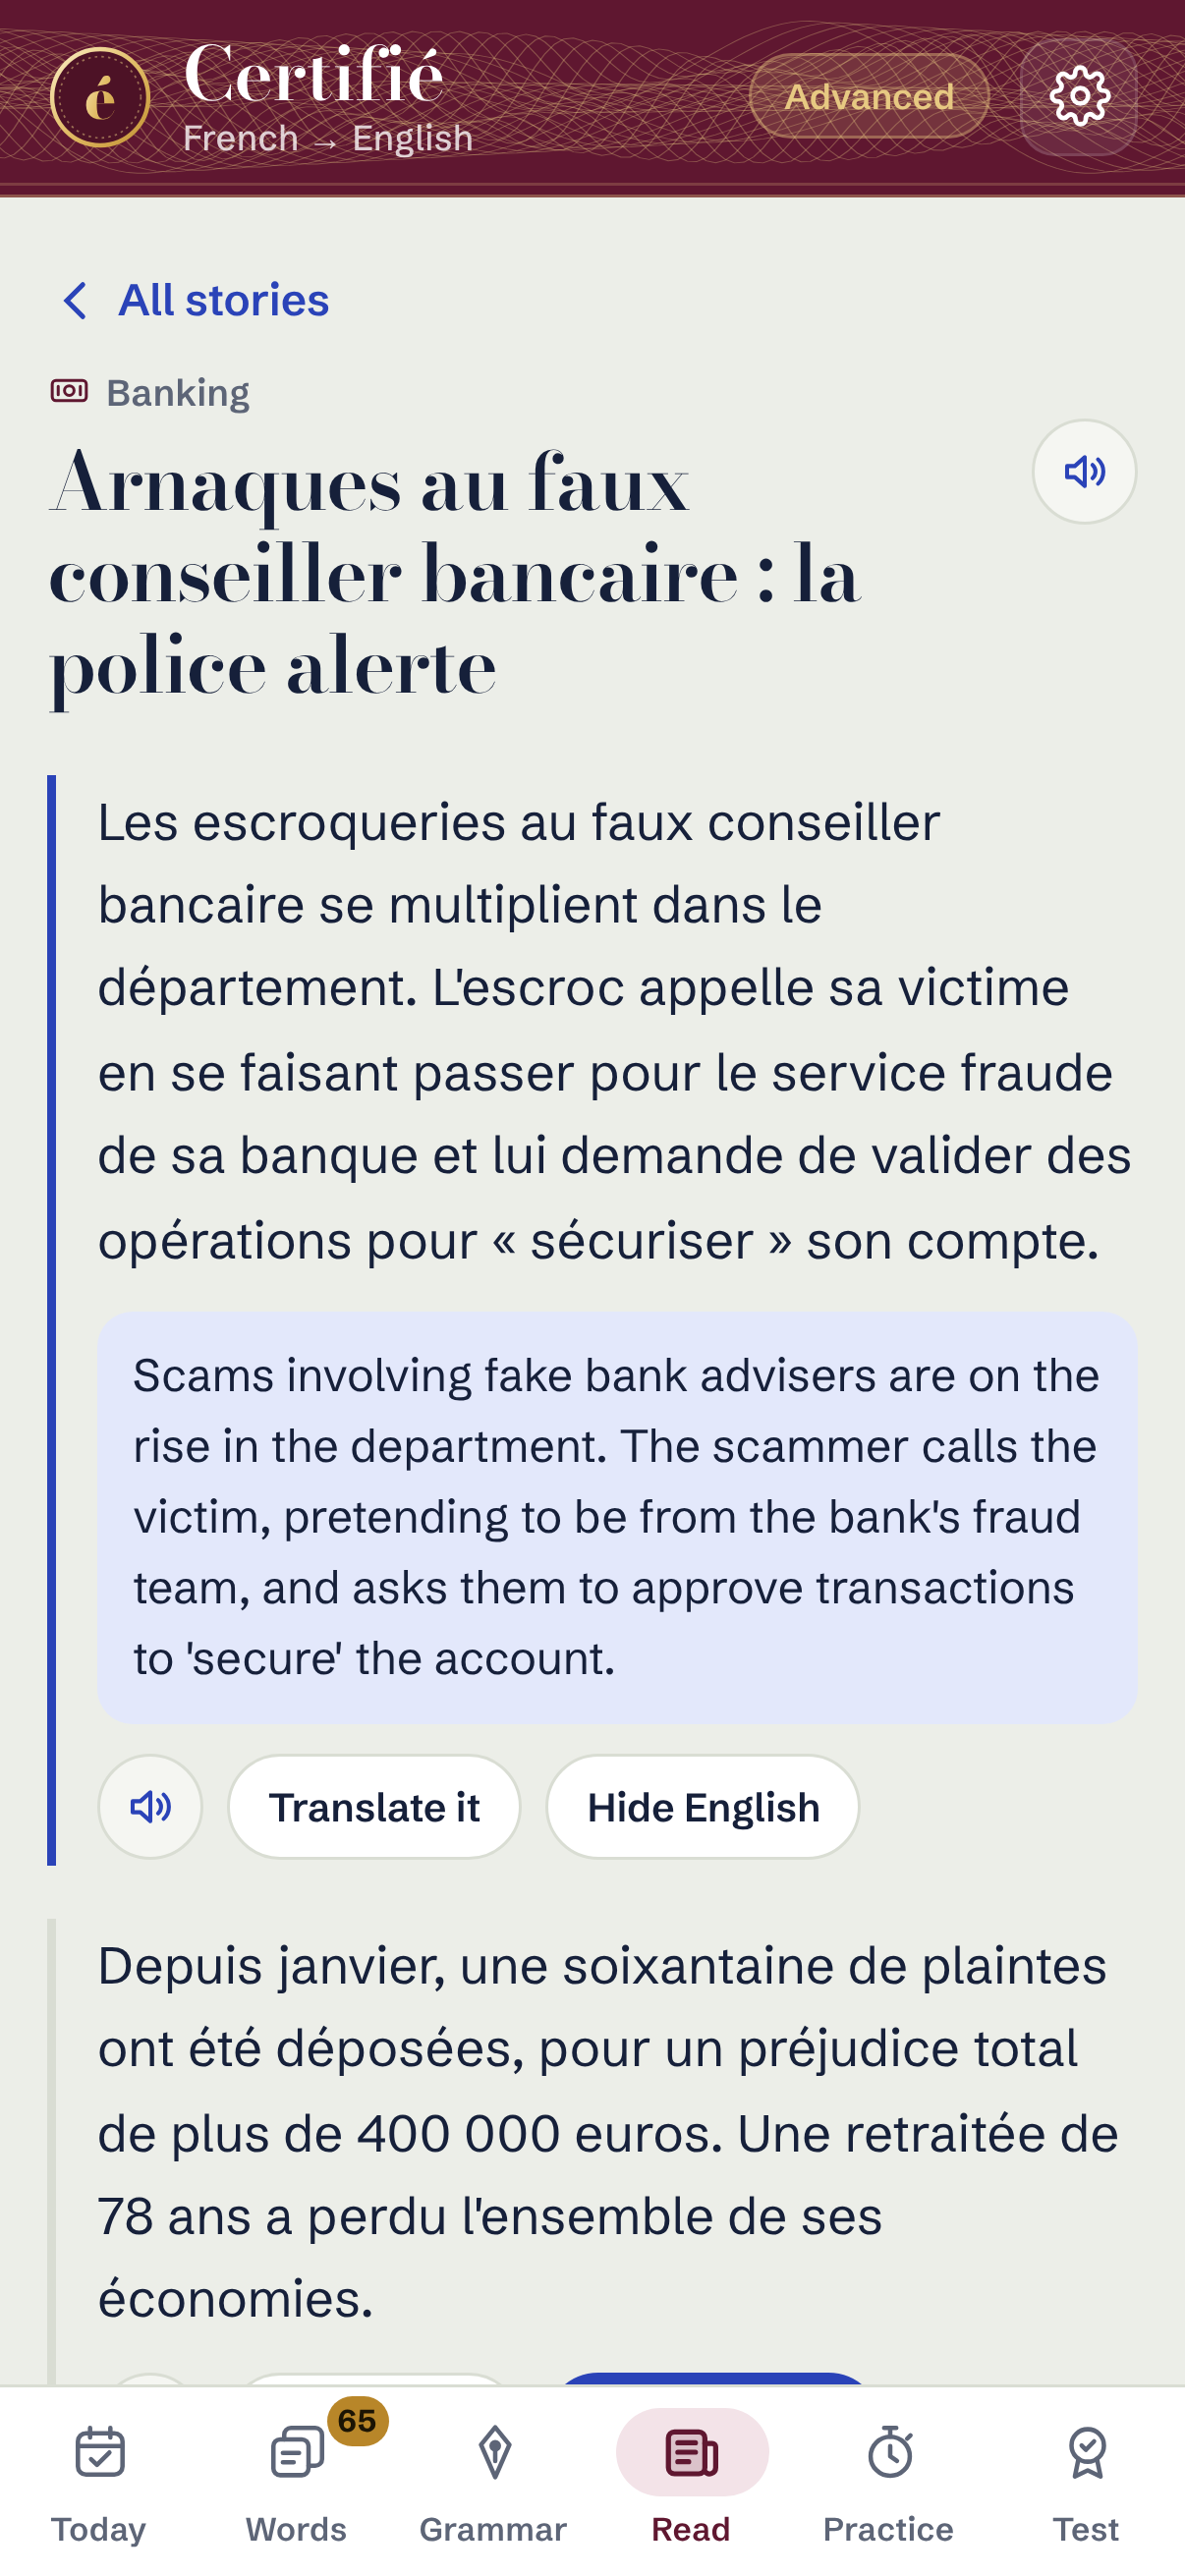 é
Certifié
French → English
Advanced
All stories
Banking
Arnaques au faux
conseiller bancaire : la
police alerte
Les escroqueries au faux conseiller
bancaire se multiplient dans le
département. L'escroc appelle sa victime
en se faisant passer pour le service fraude
de sa banque et lui demande de valider des
opérations pour « sécuriser » son compte.
Scams involving fake bank advisers are on the
rise in the department. The scammer calls the
victim, pretending to be from the bank's fraud
team, and asks them to approve transactions
to 'secure' the account.
Translate it
Hide English
Depuis janvier, une soixantaine de plaintes
ont été déposées, pour un préjudice total
de plus de 400 000 euros. Une retraitée de
78 ans a perdu l'ensemble de ses
économies.
65
Today
Words
Grammar
Read
Practice
Test